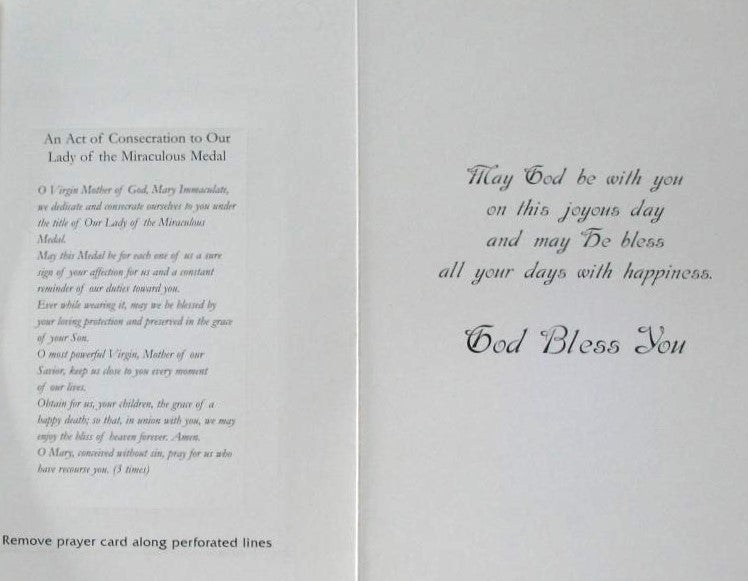 An Act of Consecration to Our
Lady of the Miraculous Medal
O Virgin Mother of God, Mary Immaculate,
we dedicate and consecrate ourselves to you under
the title of Our Lady of the Miraculous
Medal.
May this Medal be for each one of us a sure
sign of your affection for us and a constant
reminder of our duties toward you.
Ever while wearing it, may we be blessed by
your loving protection and preserved in the grace
of your Son.
O most powerful Virgin, Mother of our
Savior, keep us close to you every moment
of our lives.
Obtain for us, your children, the grace of a
happy death; so that, in union with you, we may
enjoy the bliss of heaven forever. Amen.
O Mary, conceived without sin, pray for us who
have recourse you. (3 times)
Remove prayer card along perforated lines
May God be with you
on this joyous day
and may He bless
all your days with happiness.
God Bless You